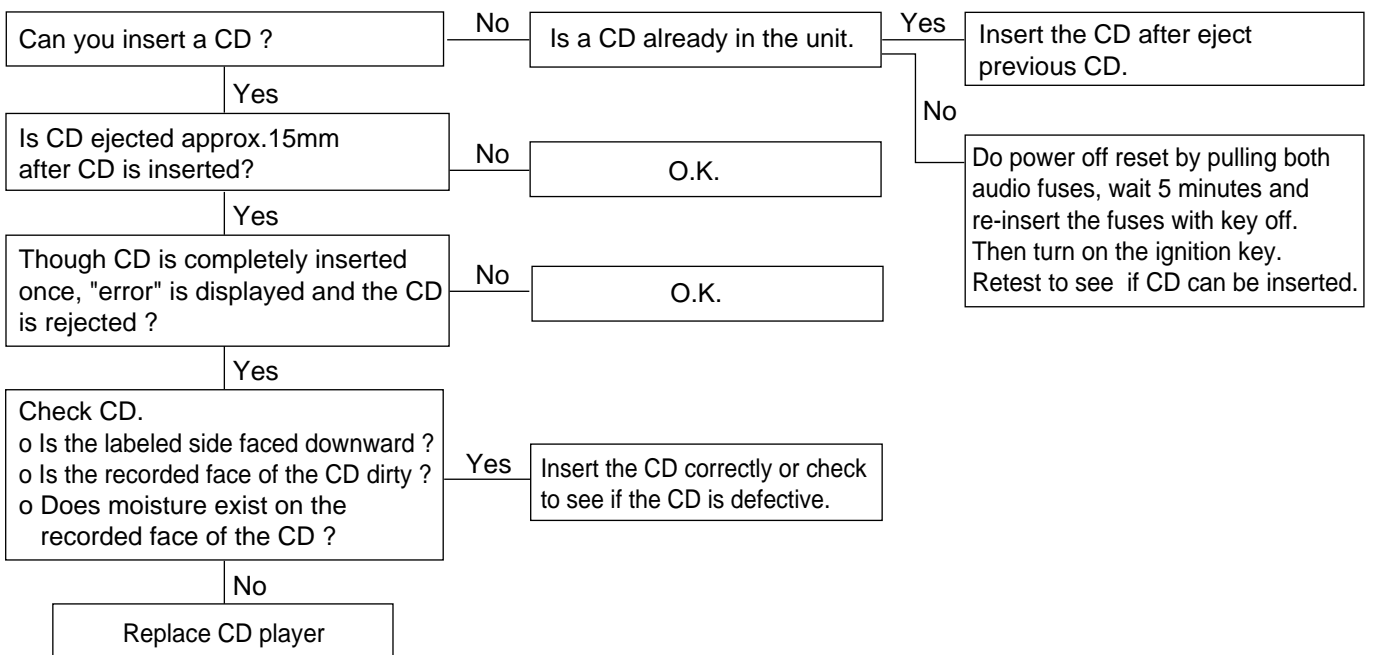 Can you insert a CD ?
No
Is a CD already in the unit.
Yes
Insert the CD after eject
previous CD.
Yes
No
Is CD ejected approx.15mm
after CD is inserted?
No
O.K.
Do power off reset by pulling both
audio fuses, wait 5 minutes and
re-insert the fuses with key off.
Then turn on the ignition key.
Retest to see if CD can be inserted.
Yes
Though CD is completely inserted
once, "error" is displayed and the CD
is rejected ?
No
O.K.
Yes
Check CD.
o Is the labeled side faced downward ?
o Is the recorded face of the CD dirty ?
o Does moisture exist on the
recorded face of the CD ?
Yes
Insert the CD correctly or check
to see if the CD is defective.
No
Replace CD player